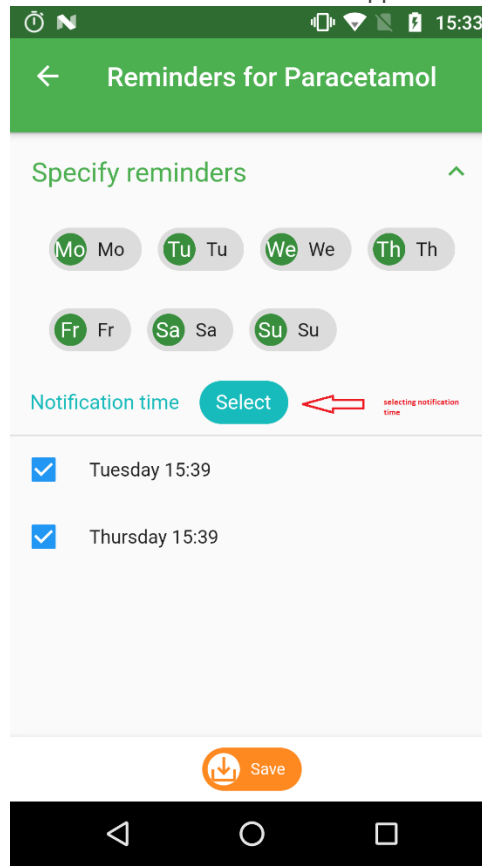 15:33
Reminders for Paracetamol
Specify reminders
Mo Mo Tu Tu We We Th Th
Fr Fr Sa Sa Su Su
Notification time Select selecting notification
time
Tuesday 15:39
Thursday 15:39
Save